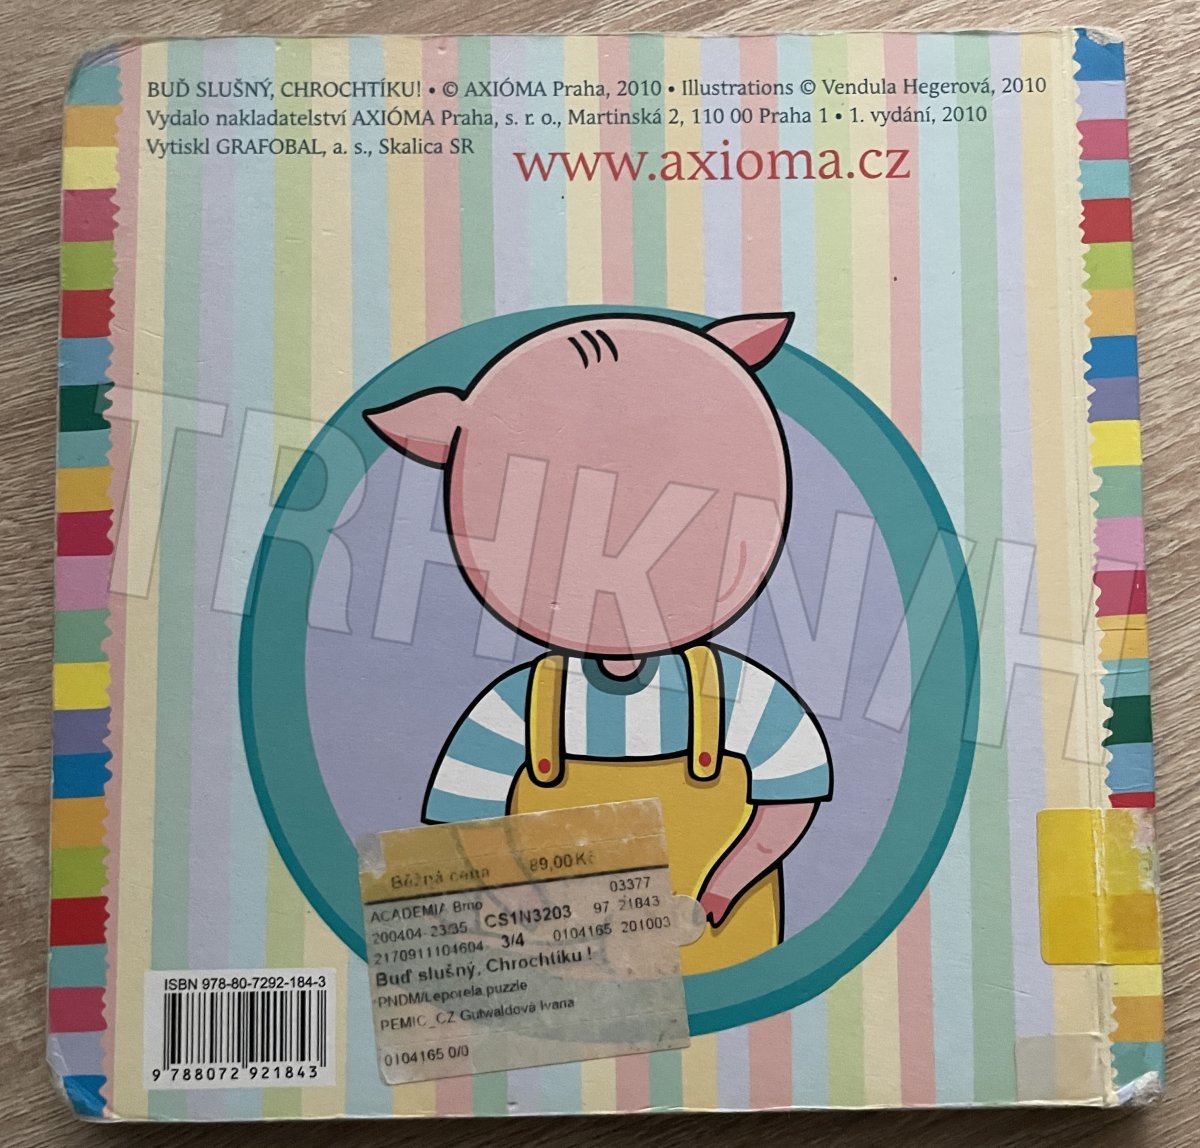 BUĎ SLUŠNÝ, CHROCHTÍKU! • © AXIÓMA Praha, 2010 • Illustrations © Vendula Hegerová, 2010
Vydalo nakladatelství AXIÓMA Praha, s. r. o., Martinská 2, 110 00 Praha 1 • 1. vydání, 2010
Vytiskl GRAFOBAL, a. s., Skalica SR
www.axioma.cz
TRHKNIH
Běžná cena 89,00 Kč
03377
ACADEMIA Brno CS1N3203 97 21843
200404 23/35 3/4 0104165 201003
2170911104604
Buď slušný, Chrochtíku !
PNDM/Leporela,puzzle
PEMIC_CZ Gutwaldová Ivana
0104165 0/0
ISBN 978-80-7292-184-3
9 788072 921843